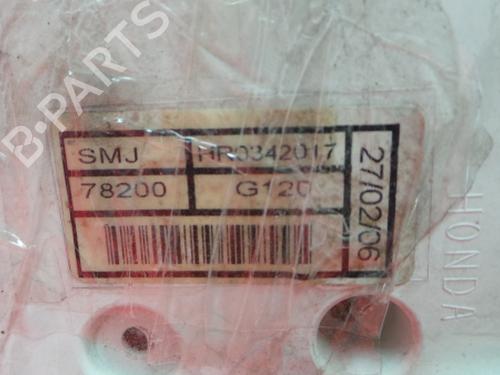 B-PARTS
SMJ HR0342017
78200 G120
27/02/06
HONDA